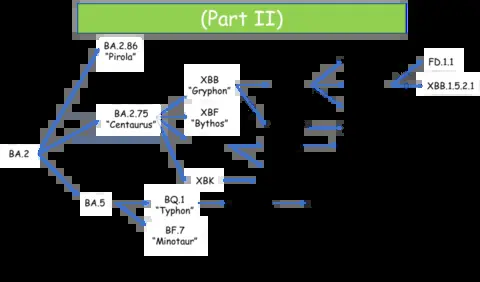 (Part II)
BA.2.86
"Pirola"
FD.1.1
XBB
"Gryphon"
XBB.1.5.2.1
BA.2.75
"Centaurus"
XBF
"Bythos"
BA.2
XBK
BA.5
BQ.1
"Typhon"
BF.7
"Minotaur"